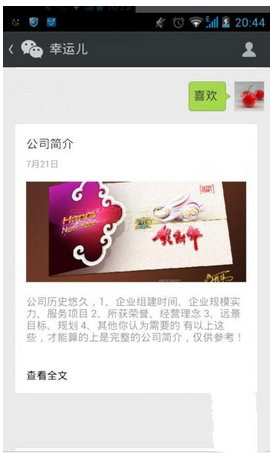 20:44
幸运儿
喜欢
公司简介
7月21日
Happy
New Year
公司历史悠久，1、企业组建时间、企业规模实
力、服务项目 2、所获荣誉、经营理念 3、远景
目标、规划 4、其他你认为需要的 有以上这
些，才能算的上是完整的公司简介，仅供参考！
查看全文